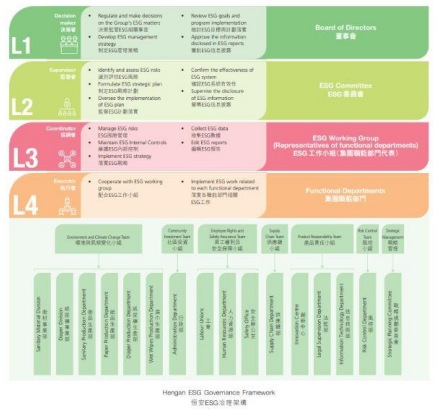 Decision
maker
決策者
L1
• Regulate and make decisions
on the Group's ESG matters
決策監管ESG相關事宜
• Develop ESG management
strategy
制定ESG管理策略
• Review ESG goals and
program implementation
檢討ESG目標與計劃落實
• Approve the information
disclosed in ESG reports
審批ESG信息披露
Board of Directors
董事會
Supervisor
監督者
L2
• Identify and assess ESG risks
識別評估ESG風險
• Formulate ESG strategic plan
制定ESG戰略計劃
• Oversee the implementation
of ESG plan
監察ESG計劃落實
• Confirm the effectiveness of
ESG system
確認ESG系統有效性
• Supervise the disclosure
of ESG information
督導ESG信息披露
ESG Committee
ESG委員會
Coordinator
協調者
L3
• Manage ESG risks
ESG風險管理
• Maintain ESG Internal Controls
維護ESG內部控制
• Implement ESG strategy
落實ESG戰略
• Collect ESG data
收集ESG數據
• Edit ESG reports
編輯ESG報告
ESG Working Group
(Representatives of functional departments)
ESG工作小組(集團職能部門代表)
Executor
執行者
L4
• Cooperate with ESG working
group
配合ESG工作小組
• Implement ESG work related
to each functional department
落實各職能部門相關
ESG工作
Functional Departments
集團職能部門
Environment and Climate Change Team
環境與氣候變化小組
Community
Investment Team
社區投資
小組
Employee Rights and
Safety Assurance Team
員工權利及
安全保障小組
Supply
Chain Team
供應鏈
小組
Product Responsibility Team
產品責任小組
Risk Control
Team
風控
小組
Strategic
Management
戰略
管理
Sanitary Material Division
Diaper Division
Sanitary Production Department
Paper Production Department
Diaper Production Department
Wet Wipes Production Department
Administration Department
Labour Unions
工會
Human Resources Department
Safety Office
Supply Chain Department
Innovation Centre
Legal Supervision Department
Information Technology Department
Risk Control Department
Strategic Planning Committee
Hengan ESG Governance Framework
恆安ESG治理架構